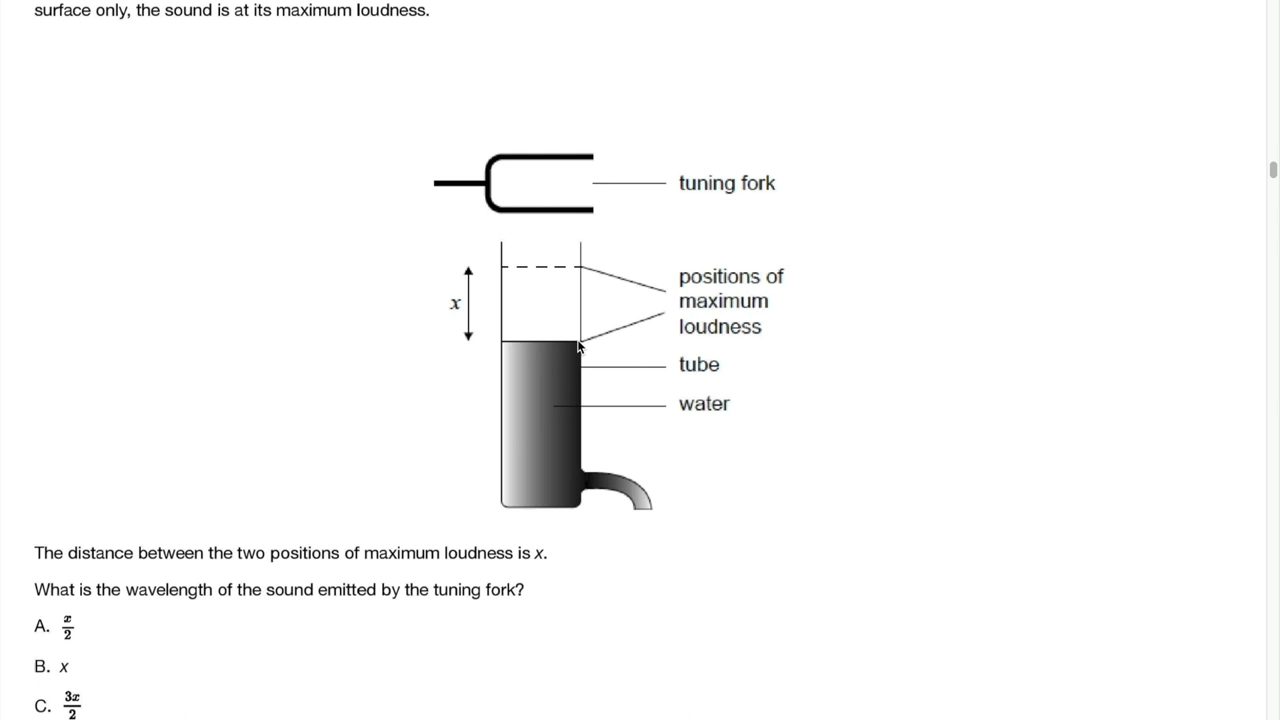 surface only, the sound is at its maximum loudness.
tuning fork
x
positions of
maximum
loudness
tube
water
The distance between the two positions of maximum loudness is x.
What is the wavelength of the sound emitted by the tuning fork?
A. x/2
B. x
C. 3x/2